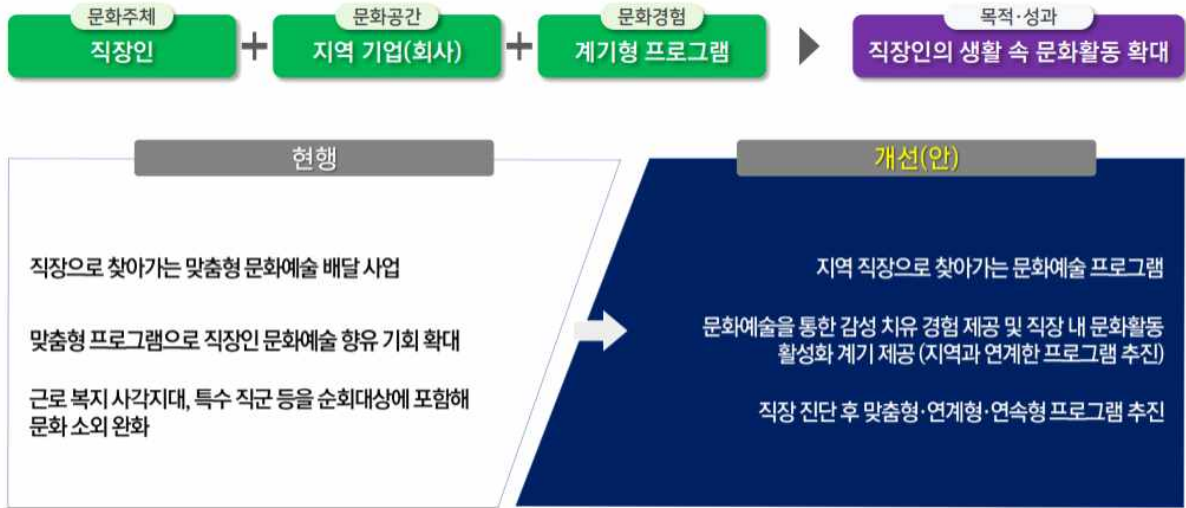 문화주체
직장인
+
문화공간
지역 기업(회사)
+
문화경험
계기형 프로그램
목적·성과
직장인의 생활 속 문화활동 확대
현행
직장으로 찾아가는 맞춤형 문화예술 배달 사업
맞춤형 프로그램으로 직장인 문화예술 향유 기회 확대
근로 복지 사각지대, 특수 직군 등을 순회대상에 포함해
문화 소외 완화
개선(안)
지역 직장으로 찾아가는 문화예술 프로그램
문화예술을 통한 감성 치유 경험 제공 및 직장 내 문화활동
활성화 계기 제공 (지역과 연계한 프로그램 추진)
직장 진단 후 맞춤형·연계형·연속형 프로그램 추진